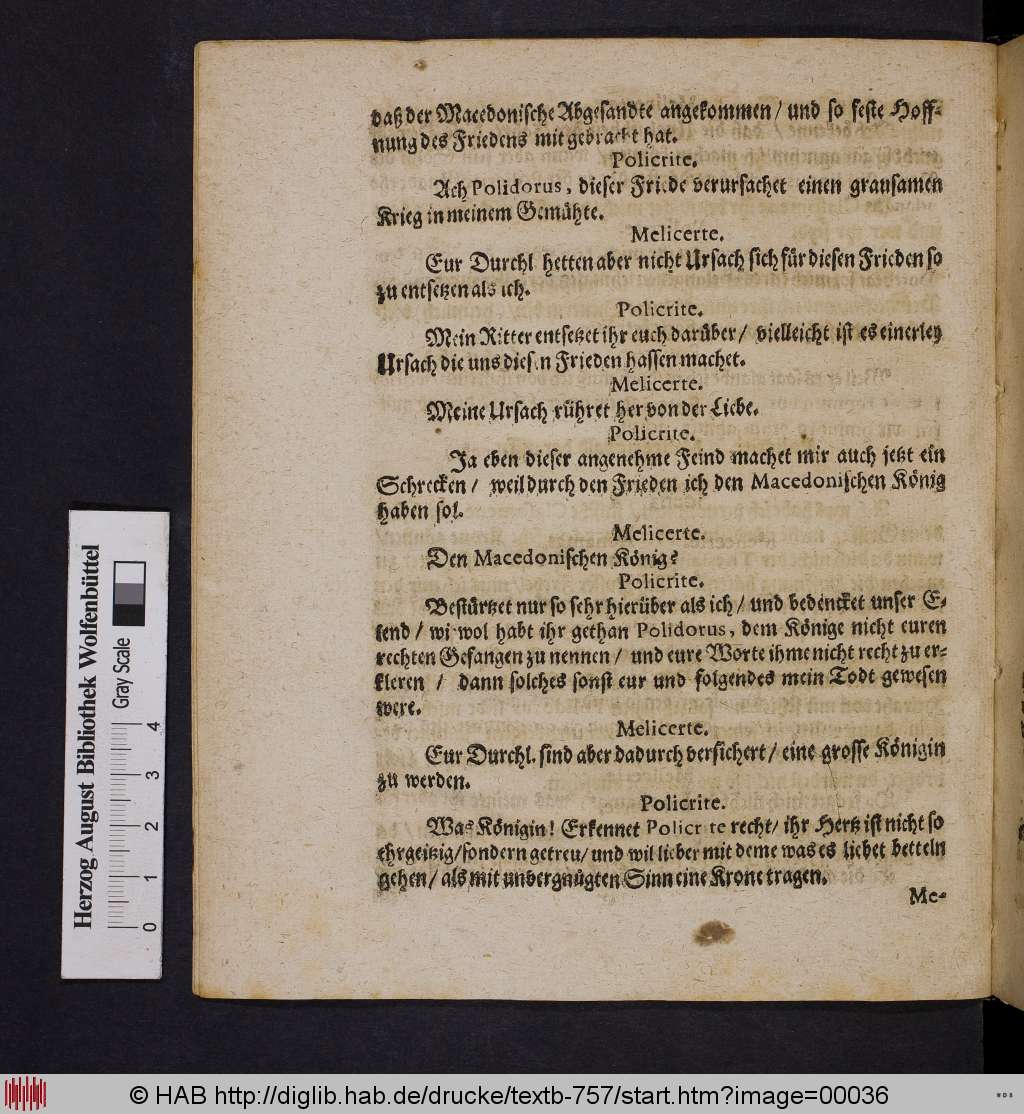 daß der Macedonische Abgesandte angekommen / und so feste Hoff-
nung des Friedens mit gebracht hat.
Policrite.
Ach Polidorus, dieser Friede verursachet einen grausamen
Krieg in meinem Gemühte.
Melicerte.
Eur Durchl hetten aber nicht Ursach sich für diesen Frieden so
zu entsetzen als ich.
Policrite.
Mein Ritter entsetzet ihr euch darüber / vielleicht ist es einerley
Ursach die uns diesen Frieden hassen machet.
Melicerte.
Meine Ursach rühret her von der Liebe.
Policrite.
Ja eben dieser angenehme Feind machet mir auch jetzt ein
Schrecken / weil durch den Frieden ich den Macedonischen König
haben sol.
Melicerte.
Den Macedonischen König?
Policrite.
Bestürtzet nur so sehr hierüber als ich / und bedencket unser E-
lend / wie wol habt ihr gethan Polidorus, dem Könige nicht euren
rechten Gefangen zu nennen / und eure Worte ihme nicht recht zu er-
kleren / dann solches sonst eur und folgendes mein Todt gewesen
were.
Melicerte.
Eur Durchl. sind aber dadurch versichert / eine grosse Königin
zu werden.
Policrite.
Was Königin! Erkennet Policrite recht / ihr Hertz ist nicht so
ehrgeitzig / sondern getreu / und wil lieber mit deme was es liebet betteln
gehen / als mit unvergnügten Sinn eine Krone tragen.
Me-
Herzog August Bibliothek Wolfenbüttel
Gray Scale
0 1 2 3 4
© HAB http://diglib.hab.de/drucke/textb-757/start.htm?image=00036